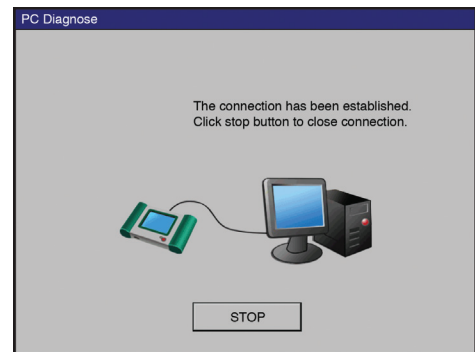 PC Diagnose
The connection has been established.
Click stop button to close connection.
STOP